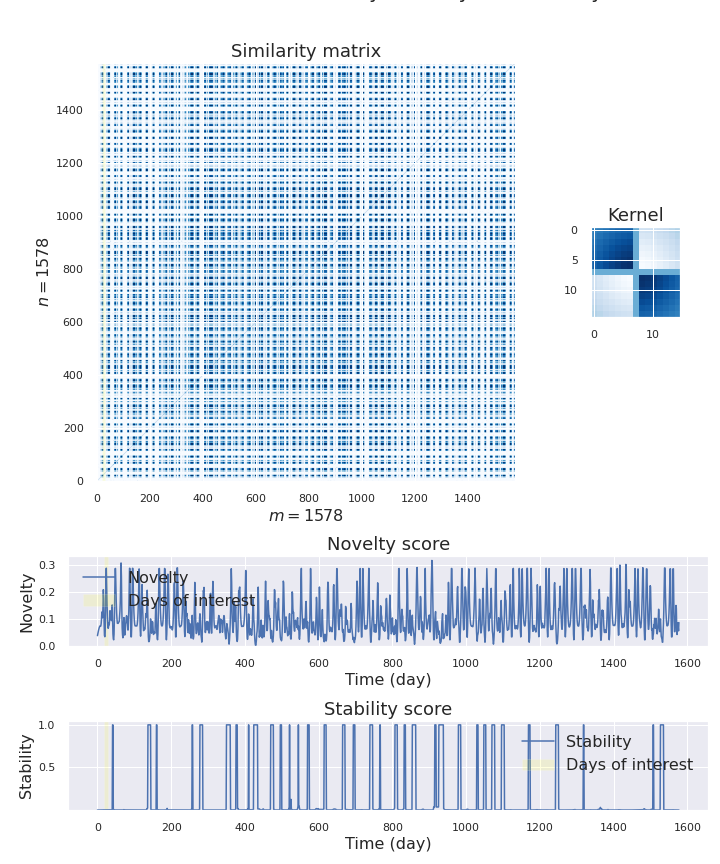 Similarity matrix
1400
1200
1000
800
600
400
200
0
n = 1578
0 200 400 600 800 1000 1200 1400
m = 1578
Kernel
0
5
10
0 10
Novelty score
0.3
0.2
0.1
0.0
Novelty
Novelty
Days of interest
0 200 400 600 800 1000 1200 1400 1600
Time (day)
Stability score
1.0
0.5
Stability
Stability
Days of interest
0 200 400 600 800 1000 1200 1400 1600
Time (day)